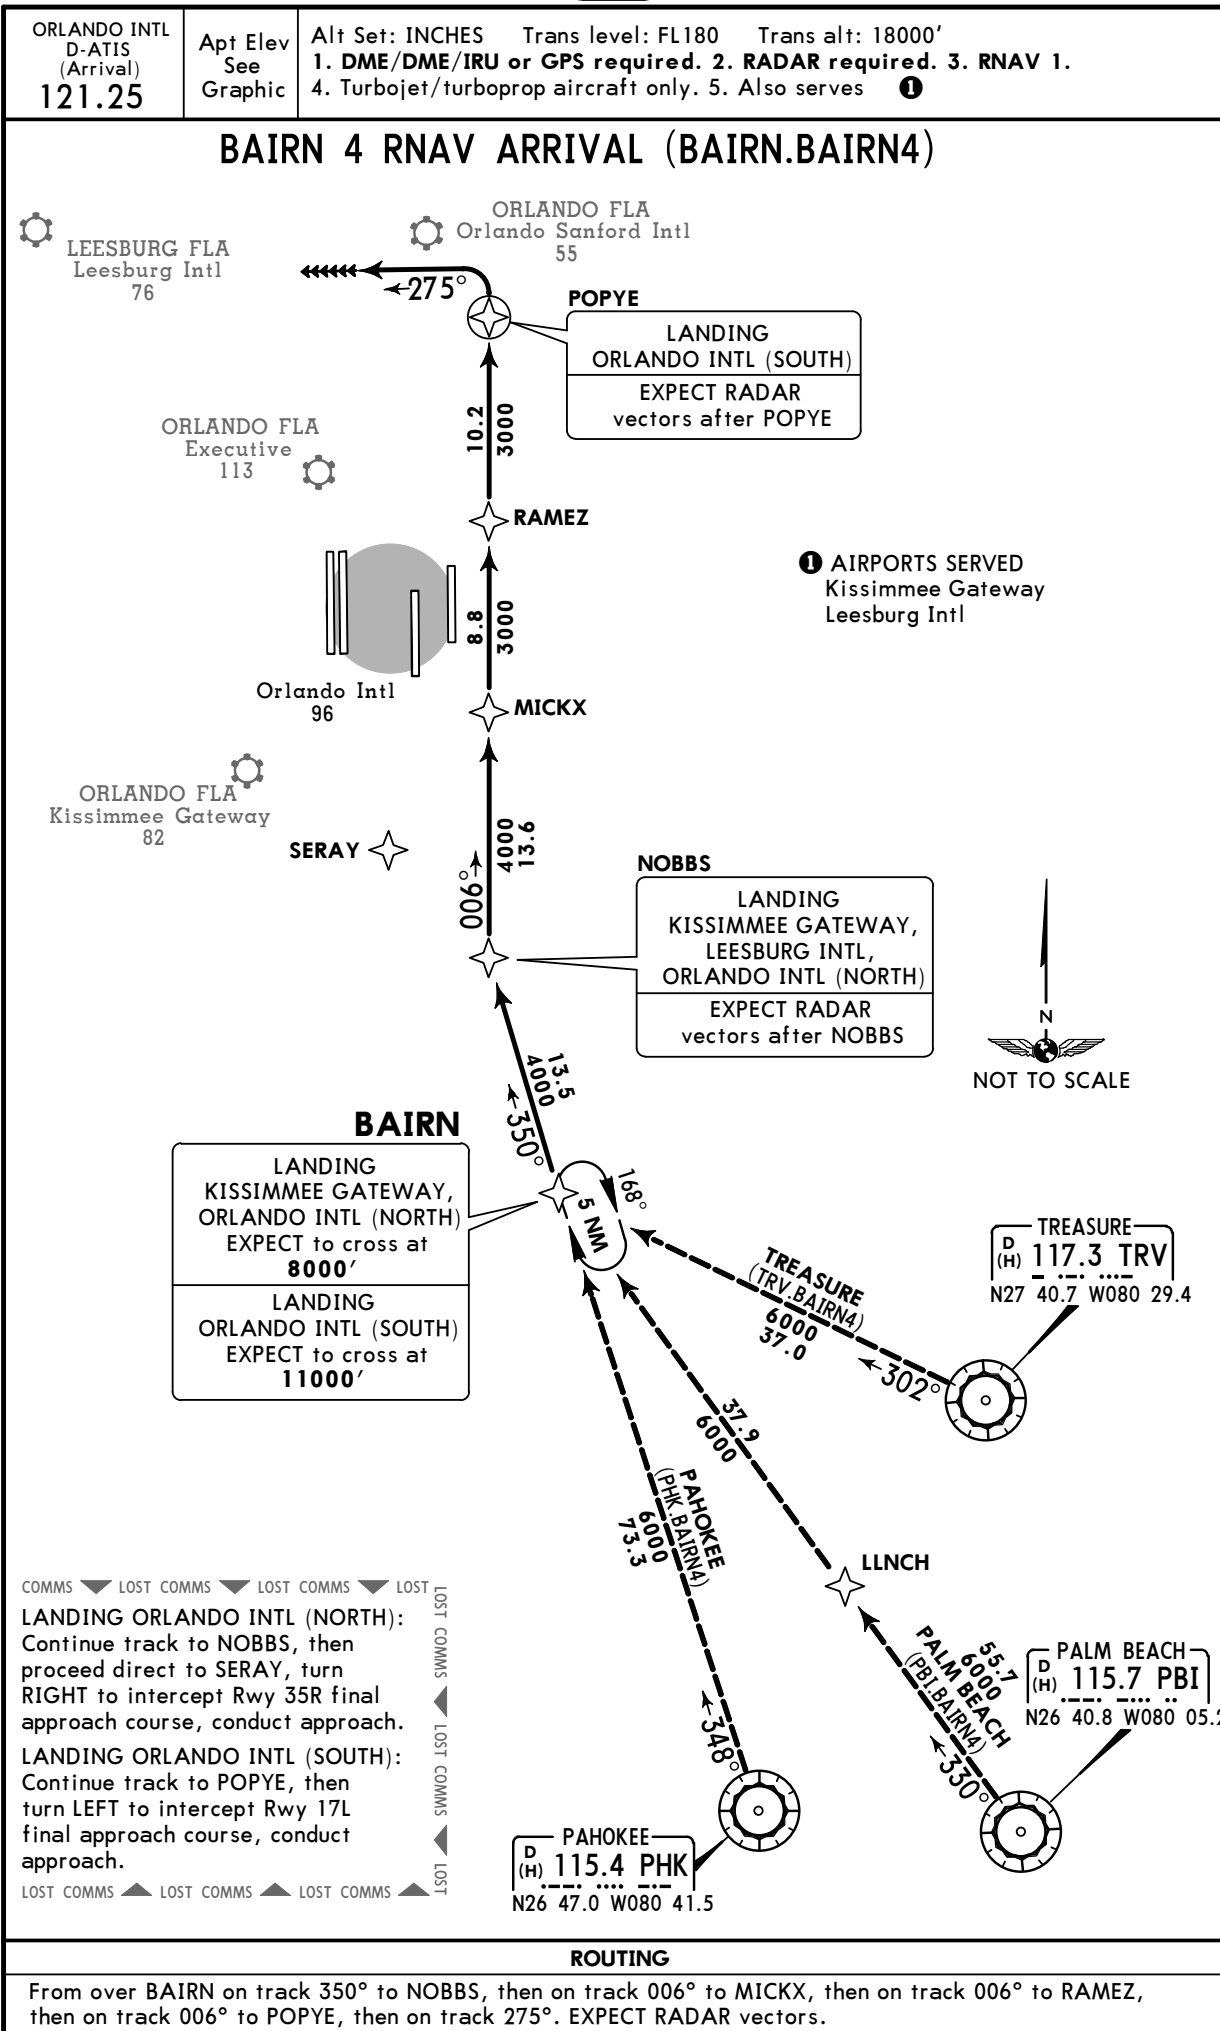 ORLANDO INTL
D-ATIS
(Arrival)
121.25
Apt Elev
See
Graphic
Alt Set: INCHES Trans level: FL180 Trans alt: 18000'
1. DME/DME/IRU or GPS required. 2. RADAR required. 3. RNAV 1.
4. Turbojet/turboprop aircraft only. 5. Also serves ❶
BAIRN 4 RNAV ARRIVAL (BAIRN.BAIRN4)
LEESBURG FLA
Leesburg Intl
76
ORLANDO FLA
Orlando Sanford Intl
55
275°
POPYE
LANDING
ORLANDO INTL (SOUTH)
EXPECT RADAR
vectors after POPYE
10.2
3000
ORLANDO FLA
Executive
113
RAMEZ
❶ AIRPORTS SERVED
Kissimmee Gateway
Leesburg Intl
8.8
3000
Orlando Intl
96
MICKX
ORLANDO FLA
Kissimmee Gateway
82
SERAY
4000
13.6
006°
NOBBS
LANDING
KISSIMMEE GATEWAY,
LEESBURG INTL,
ORLANDO INTL (NORTH)
EXPECT RADAR
vectors after NOBBS
N
NOT TO SCALE
13.5
4000
350°
BAIRN
LANDING
KISSIMMEE GATEWAY,
ORLANDO INTL (NORTH)
EXPECT to cross at
8000'
LANDING
ORLANDO INTL (SOUTH)
EXPECT to cross at
11000'
168°
5 NM
TREASURE
(TRV.BAIRN4)
6000
37.0
302°
TREASURE
D
(H) 117.3 TRV
N27 40.7 W080 29.4
37.9
6000
PAHOKEE
(PHK.BAIRN4)
6000
73.3
348°
LLNCH
55.7
6000
PALM BEACH
(PBI.BAIRN4)
330°
PALM BEACH
D
(H) 115.7 PBI
N26 40.8 W080 05.2
PAHOKEE
D
(H) 115.4 PHK
N26 47.0 W080 41.5
COMMS LOST COMMS LOST COMMS LOST
LOST COMMS LOST COMMS LOST
LANDING ORLANDO INTL (NORTH):
Continue track to NOBBS, then
proceed direct to SERAY, turn
RIGHT to intercept Rwy 35R final
approach course, conduct approach.
LANDING ORLANDO INTL (SOUTH):
Continue track to POPYE, then
turn LEFT to intercept Rwy 17L
final approach course, conduct
approach.
LOST COMMS LOST COMMS LOST COMMS
ROUTING
From over BAIRN on track 350° to NOBBS, then on track 006° to MICKX, then on track 006° to RAMEZ,
then on track 006° to POPYE, then on track 275°. EXPECT RADAR vectors.